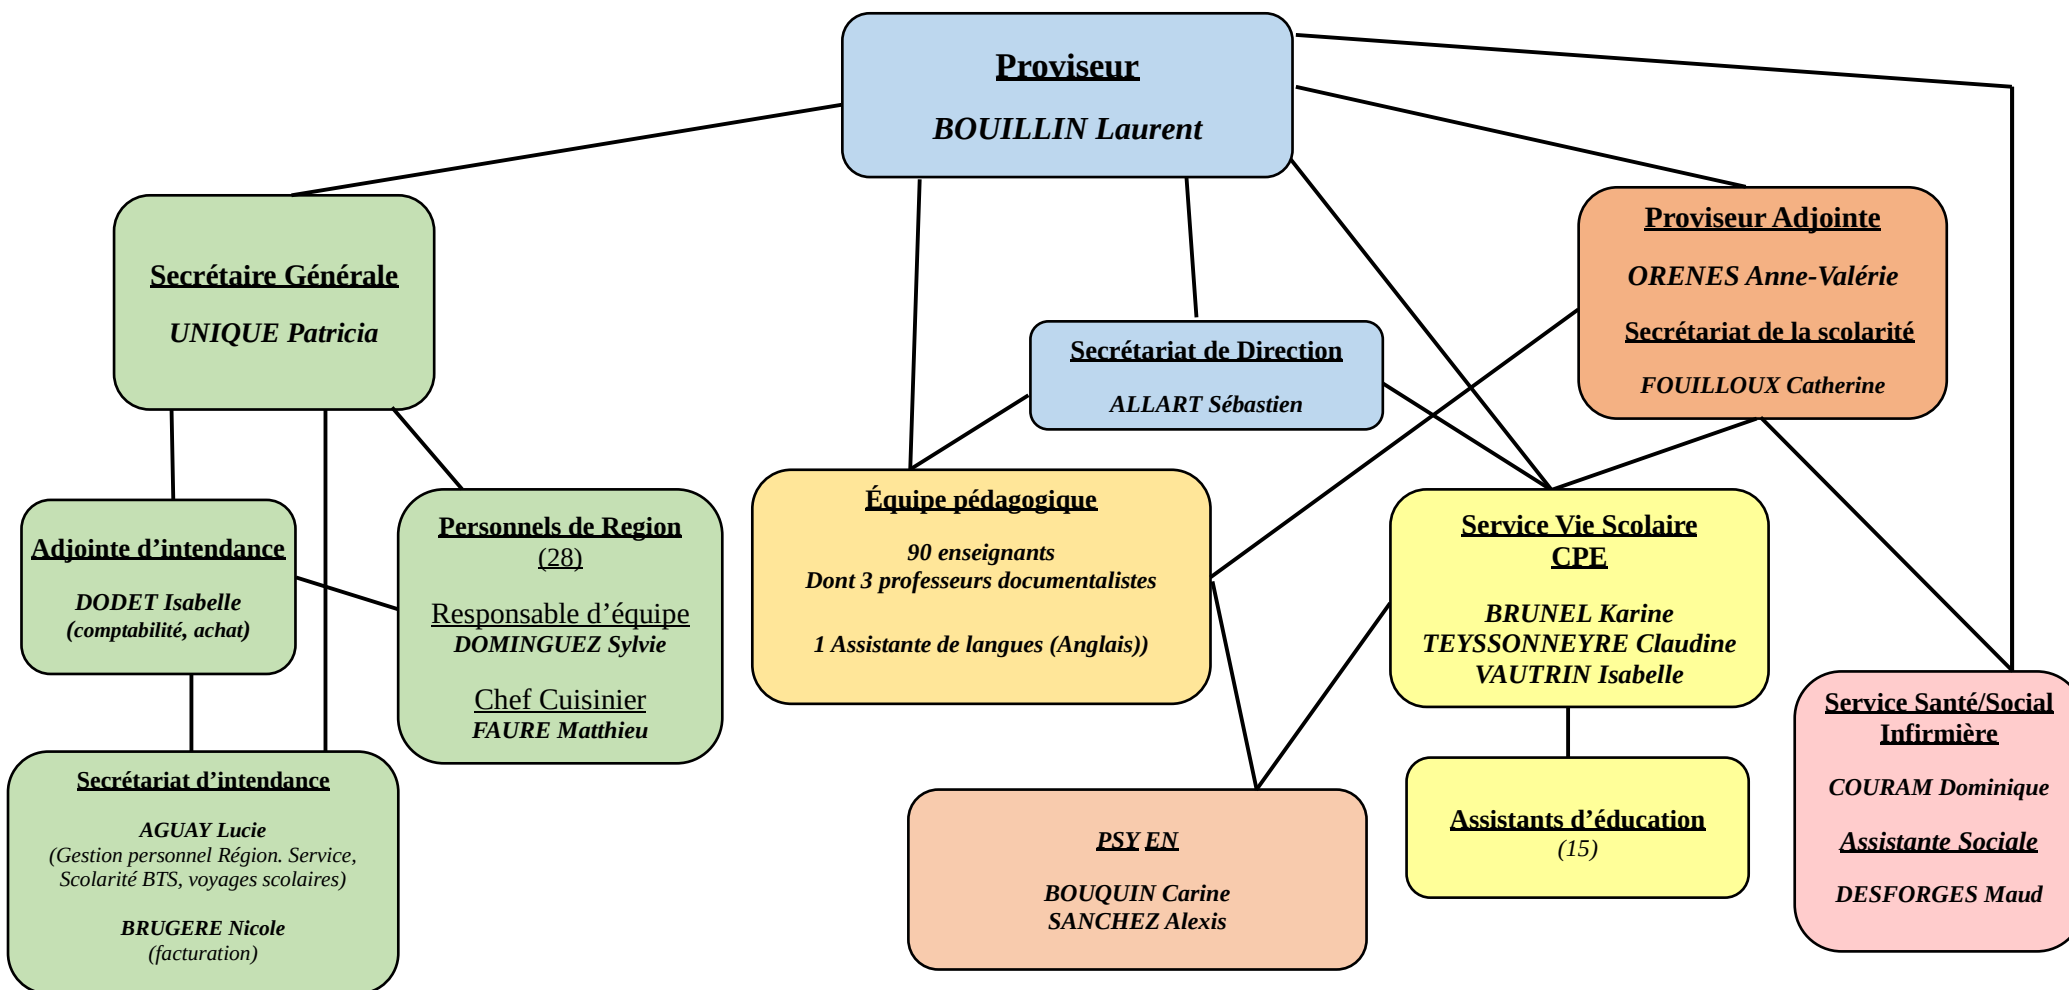 Proviseur
BOUILLIN Laurent
Secrétaire Générale
UNIQUE Patricia
Proviseur Adjointe
ORENES Anne-Valérie
Secrétariat de la scolarité
FOUILLOUX Catherine
Secrétariat de Direction
ALLART Sébastien
Adjointe d’intendance
DODET Isabelle
(comptabilité, achat)
Personnels de Region
(28)
Responsable d’équipe
DOMINGUEZ Sylvie
Chef Cuisinier
FAURE Matthieu
Équipe pédagogique
90 enseignants
Dont 3 professeurs documentalistes
1 Assistante de langues (Anglais))
Service Vie Scolaire
CPE
BRUNEL Karine
TEYSSONNEYRE Claudine
VAUTRIN Isabelle
Service Santé/Social
Infirmière
COURAM Dominique
Assistante Sociale
DESFORGES Maud
Secrétariat d’intendance
AGUAY Lucie
(Gestion personnel Région. Service,
Scolarité BTS, voyages scolaires)
BRUGERE Nicole
(facturation)
PSY EN
BOUQUIN Carine
SANCHEZ Alexis
Assistants d’éducation
(15)